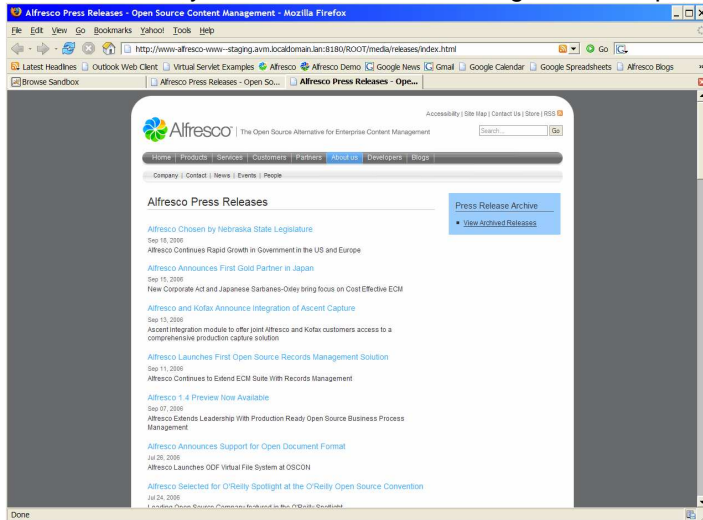 Alfresco Press Releases - Open Source Content Management - Mozilla Firefox
File Edit View Go Bookmarks Yahoo! Tools Help
http://www-alfresco-www--staging.avm.localdomain.lan:8180/ROOT/media/releases/index.html Go
Latest Headlines Outlook Web Client Virtual Servlet Examples Alfresco Alfresco Demo Google News Gmail Google Calendar Google Spreadsheets Alfresco Blogs »
Browse Sandbox Alfresco Press Releases - Open So... Alfresco Press Releases - Ope...
Accessibility | Site Map | Contact Us | Store | RSS
Alfresco | The Open Source Alternative for Enterprise Content Management Search... Go
Home Products Services Customers Partners About us Developers Blogs
Company | Contact | News | Events | People
Alfresco Press Releases
Press Release Archive
View Archived Releases
Alfresco Chosen by Nebraska State Legislature
Sep 18, 2006
Alfresco Continues Rapid Growth in Government in the US and Europe
Alfresco Announces First Gold Partner in Japan
Sep 15, 2006
New Corporate Act and Japanese Sarbanes-Oxley bring focus on Cost Effective ECM
Alfresco and Kofax Announce Integration of Ascent Capture
Sep 13, 2006
Ascent Integration module to offer joint Alfresco and Kofax customers access to a
comprehensive production capture solution
Alfresco Launches First Open Source Records Management Solution
Sep 11, 2006
Alfresco Continues to Extend ECM Suite With Records Management
Alfresco 1.4 Preview Now Available
Sep 07, 2006
Alfresco Extends Leadership With Production Ready Open Source Business Process
Management
Alfresco Announces Support for Open Document Format
Jul 26, 2006
Alfresco Launches ODF Virtual File System at OSCON
Alfresco Selected for O'Reilly Spotlight at the O'Reilly Open Source Convention
Jul 24, 2006
Leading Open Source Company featured in the O'Reilly Spotlight
Done